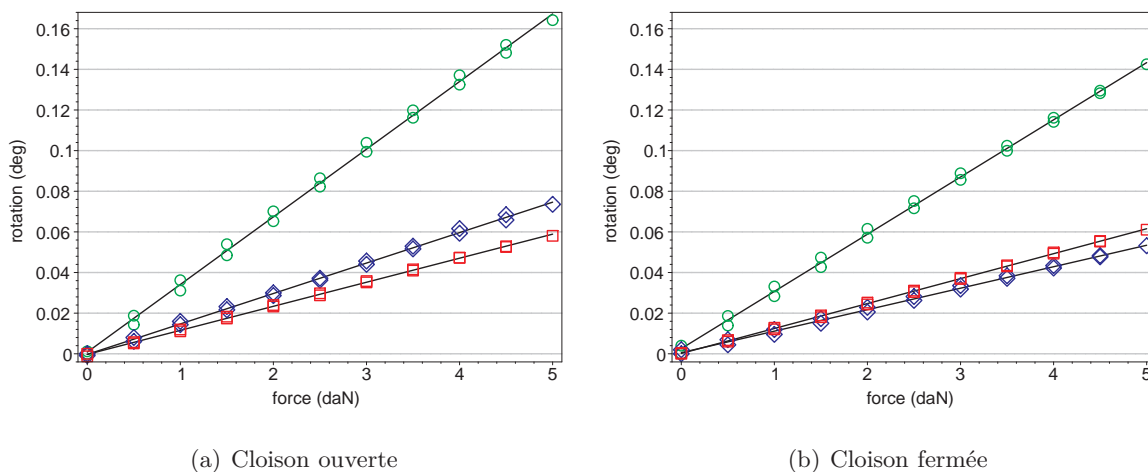 0.16
0.14
0.12
0.1
0.08
0.06
0.04
0.02
0
rotation (deg)
0 1 2 3 4 5
force (daN)
(a) Cloison ouverte
0.16
0.14
0.12
0.1
0.08
0.06
0.04
0.02
0
rotation (deg)
0 1 2 3 4 5
force (daN)
(b) Cloison fermée